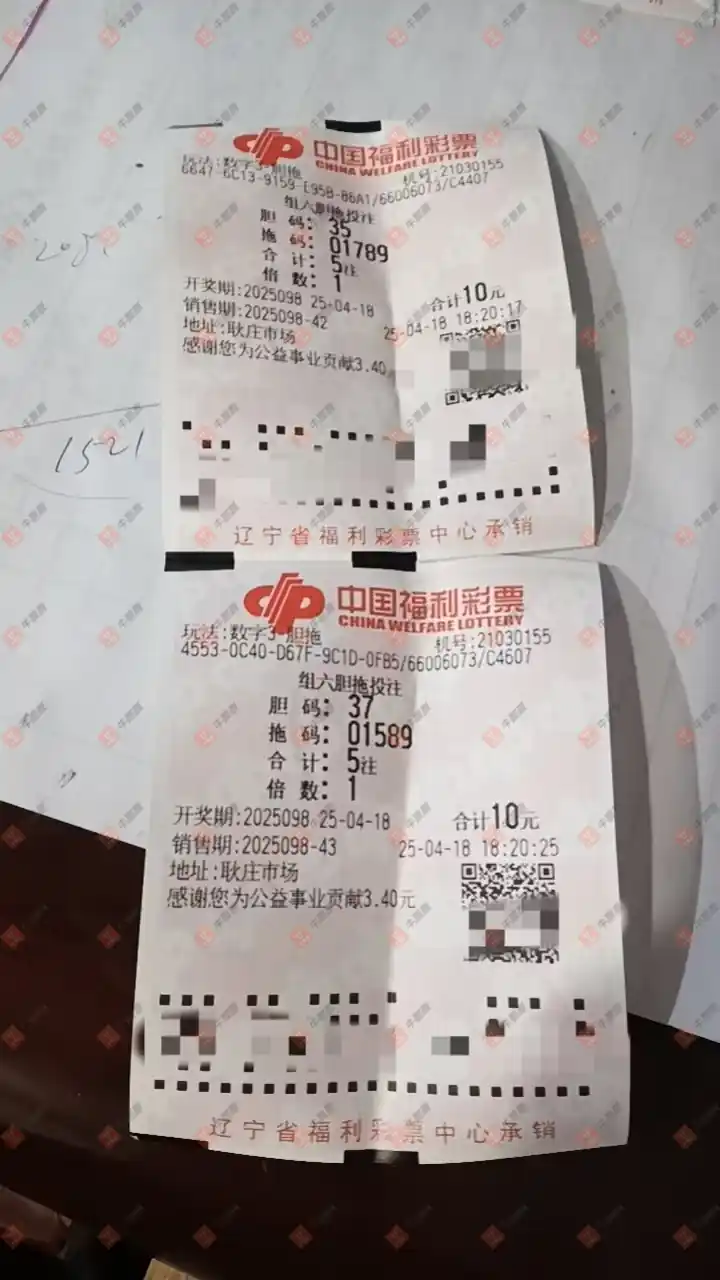 中国福利彩票
CHINA WELFARE LOTTERY
玩法:数字3-胆拖 机号:21030155
6647-6C13-9159-E95B-86A1/66006073/C4407
组六胆拖投注
胆 码: 35
拖 码: 01789
合 计: 5注
倍 数: 1
开奖期:2025098 25-04-18 合计10元
销售期:2025098-42 25-04-18 18:20:17
地址:耿庄市场
感谢您为公益事业贡献3.40
1521
辽宁省福利彩票中心承销
中国福利彩票
CHINA WELFARE LOTTERY
玩法:数字3-胆拖 机号:21030155
4553-0C40-D67F-9C1D-0FB5/66006073/C4607
组六胆拖投注
胆 码: 37
拖 码: 01589
合 计: 5注
倍 数: 1
开奖期:2025098 25-04-18 合计10元
销售期:2025098-43 25-04-18 18:20:25
地址:耿庄市场
感谢您为公益事业贡献3.40元
辽宁省福利彩票中心承销